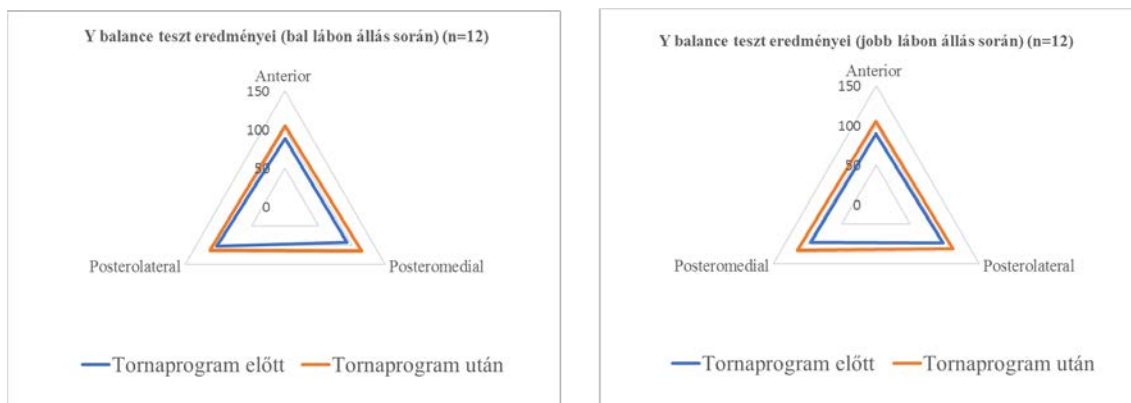 Y balance teszt eredményei (bal lábon állás során) (n=12)
Anterior
150
100
50
0
Posterolateral
Posteromedial
Tornaprogram előtt
Tornaprogram után
Y balance teszt eredményei (jobb lábon állás során) (n=12)
Anterior
150
100
50
0
Posteromedial
Posterolateral
Tornaprogram előtt
Tornaprogram után